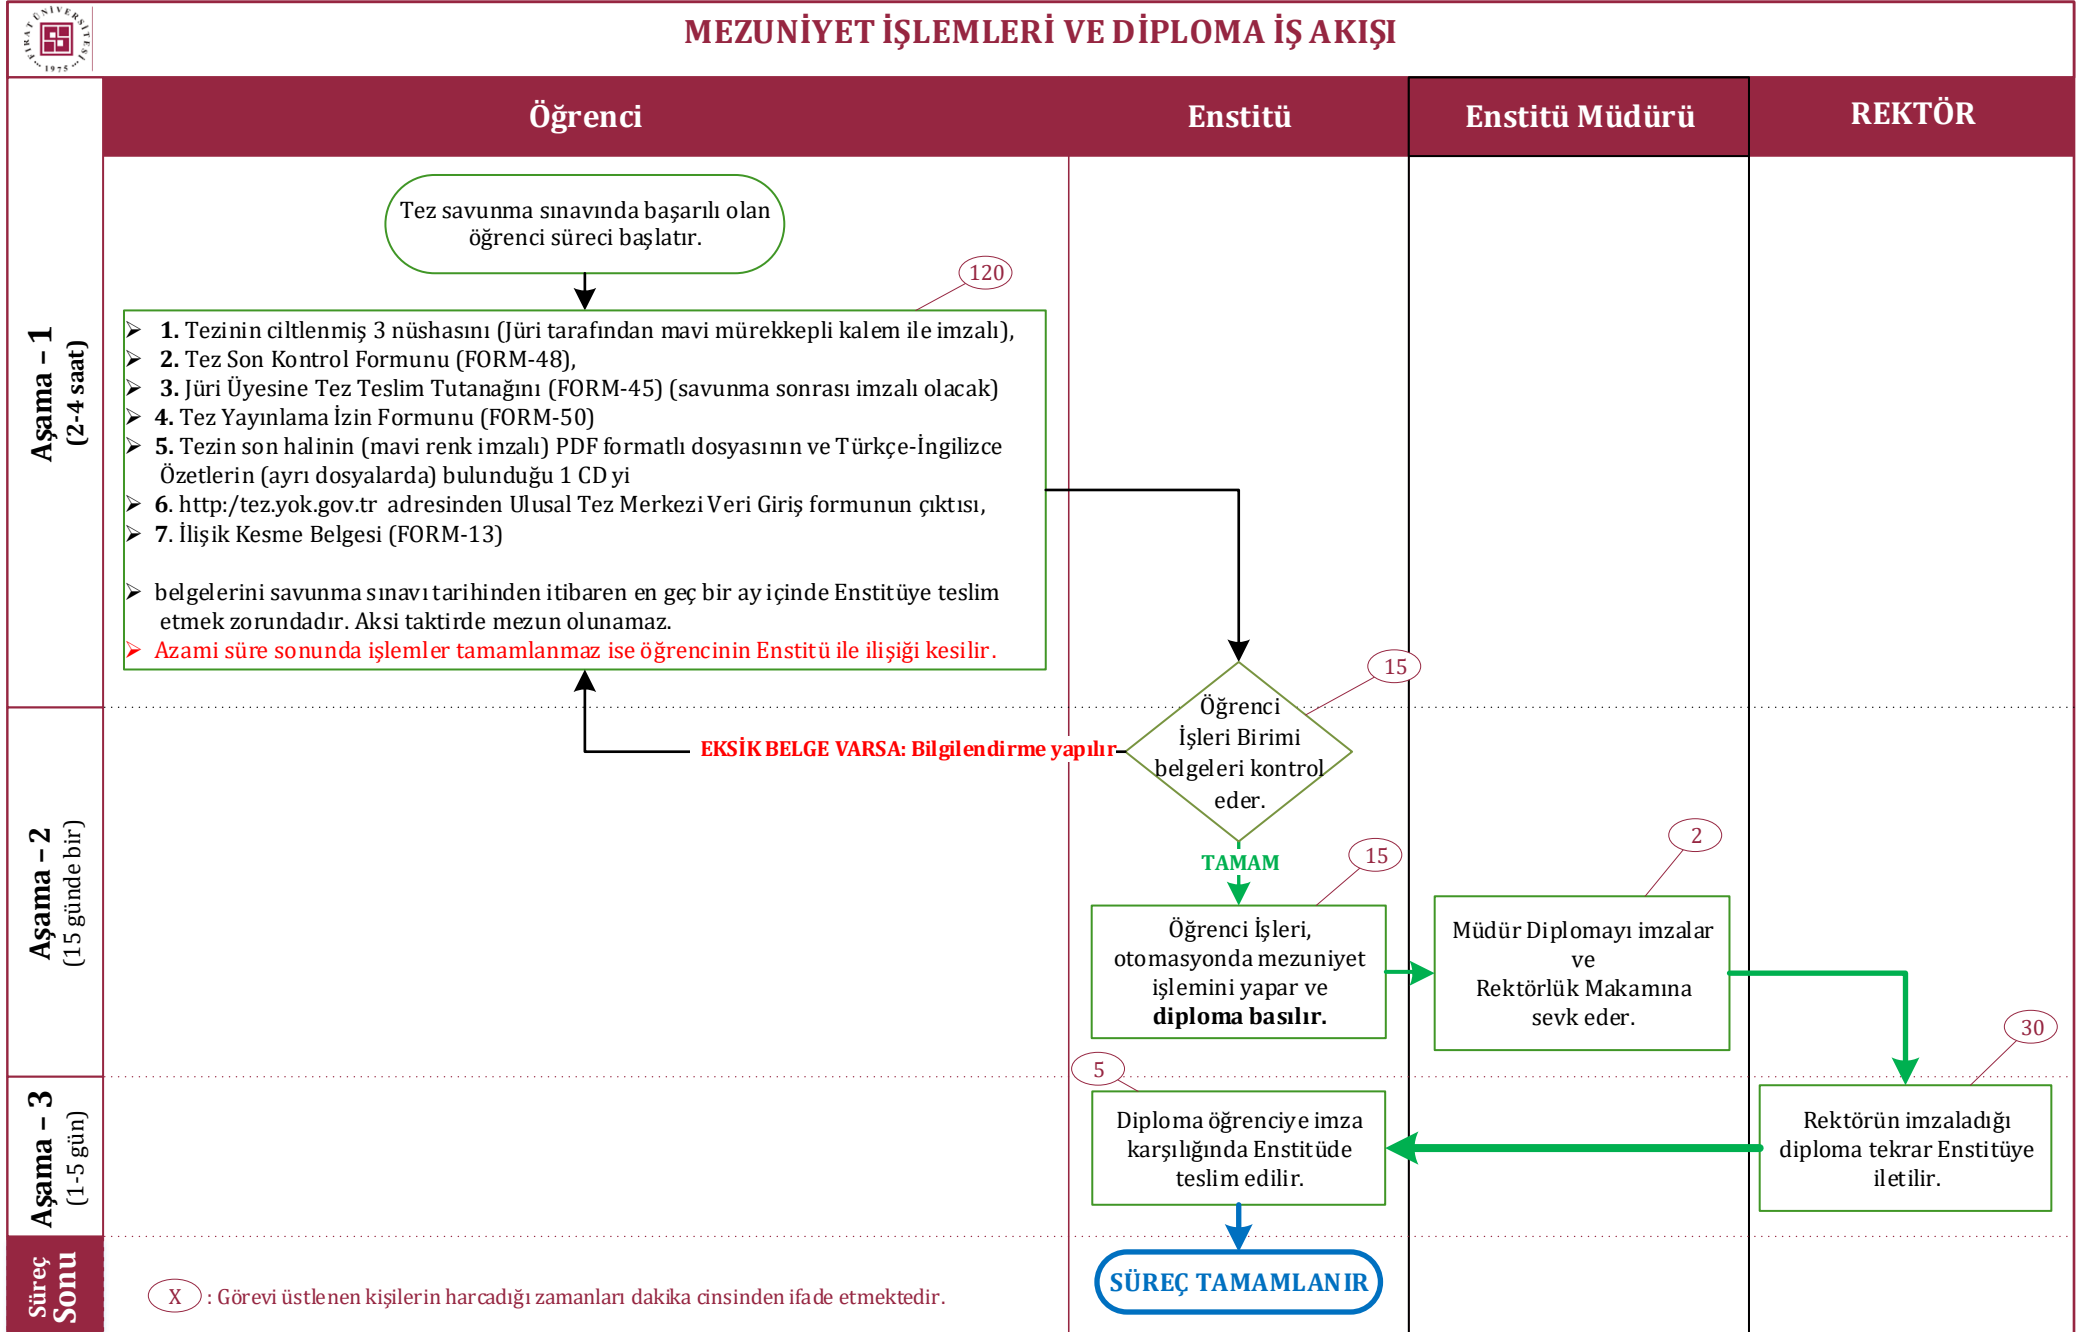 FIRAT ÜNİVERSİTESİ
1975
MEZUNİYET İŞLEMLERİ VE DİPLOMA İŞ AKIŞI
Öğrenci
Enstitü
Enstitü Müdürü
REKTÖR
Aşama – 1
(2-4 saat)
Tez savunma sınavında başarılı olan
öğrenci süreci başlatır.
120
➢ 1. Tezinin ciltlenmiş 3 nüshasını (Jüri tarafından mavi mürekkepli kalem ile imzalı),
➢ 2. Tez Son Kontrol Formunu (FORM-48),
➢ 3. Jüri Üyesine Tez Teslim Tutanağını (FORM-45) (savunma sonrası imzalı olacak)
➢ 4. Tez Yayınlama İzin Formunu (FORM-50)
➢ 5. Tezin son halinin (mavi renk imzalı) PDF formatlı dosyasının ve Türkçe-İngilizce
Özetlerin (ayrı dosyalarda) bulunduğu 1 CD yi
➢ 6. http:/tez.yok.gov.tr adresinden Ulusal Tez Merkezi Veri Giriş formunun çıktısı,
➢ 7. İlişik Kesme Belgesi (FORM-13)
➢ belgelerini savunma sınavı tarihinden itibaren en geç bir ay içinde Enstitüye teslim
etmek zorundadır. Aksi taktirde mezun olunamaz.
➢ Azami süre sonunda işlemler tamamlanmaz ise öğrencinin Enstitü ile ilişiği kesilir.
15
Öğrenci
İşleri Birimi
belgeleri kontrol
eder.
EKSİK BELGE VARSA: Bilgilendirme yapılır
Aşama – 2
(15 günde bir)
TAMAM
15
Öğrenci İşleri,
otomasyonda mezuniyet
işlemini yapar ve
diploma basılır.
2
Müdür Diplomayı imzalar
ve
Rektörlük Makamına
sevk eder.
30
Aşama – 3
(1-5 gün)
5
Diploma öğrenciye imza
karşılığında Enstitüde
teslim edilir.
Rektörün imzaladığı
diploma tekrar Enstitüye
iletilir.
Süreç
Sonu
X : Görevi üstlenen kişilerin harcadığı zamanları dakika cinsinden ifade etmektedir.
SÜREÇ TAMAMLANIR